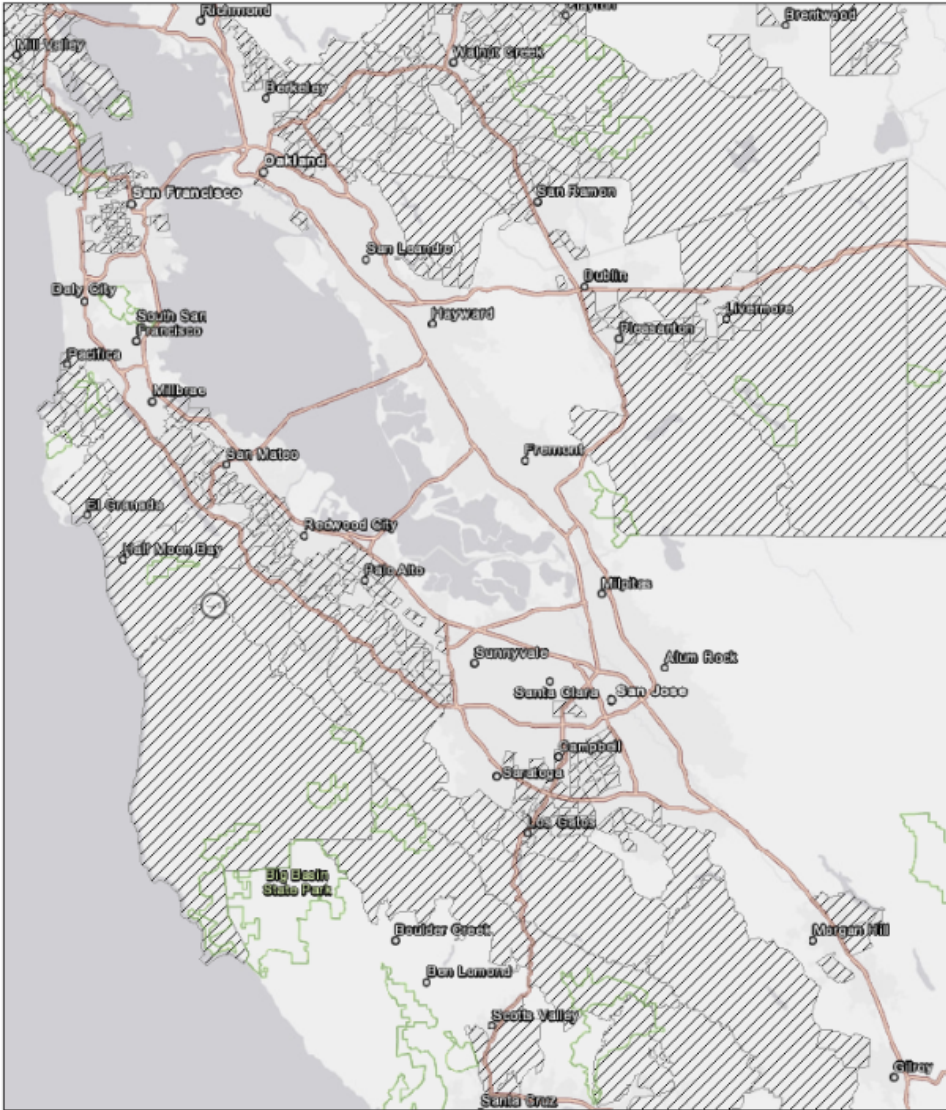 Richmond
Clayton
Brentwood
Mill Valley
Walnut Creek
Berkeley
Oakland
San Francisco
San Ramon
San Leandro
Daly City
Dublin
South San
Francisco
Hayward
Livermore
Pleasanton
Pacifica
Millbrae
San Mateo
Fremont
El Granada
Redwood City
Half Moon Bay
Palo Alto
Milpitas
Sunnyvale
Alum Rock
Santa Clara
San Jose
Campbell
Saratoga
Los Gatos
Big Basin
State Park
Boulder Creek
Morgan Hill
Ben Lomond
Scotts Valley
Gilroy
Santa Cruz